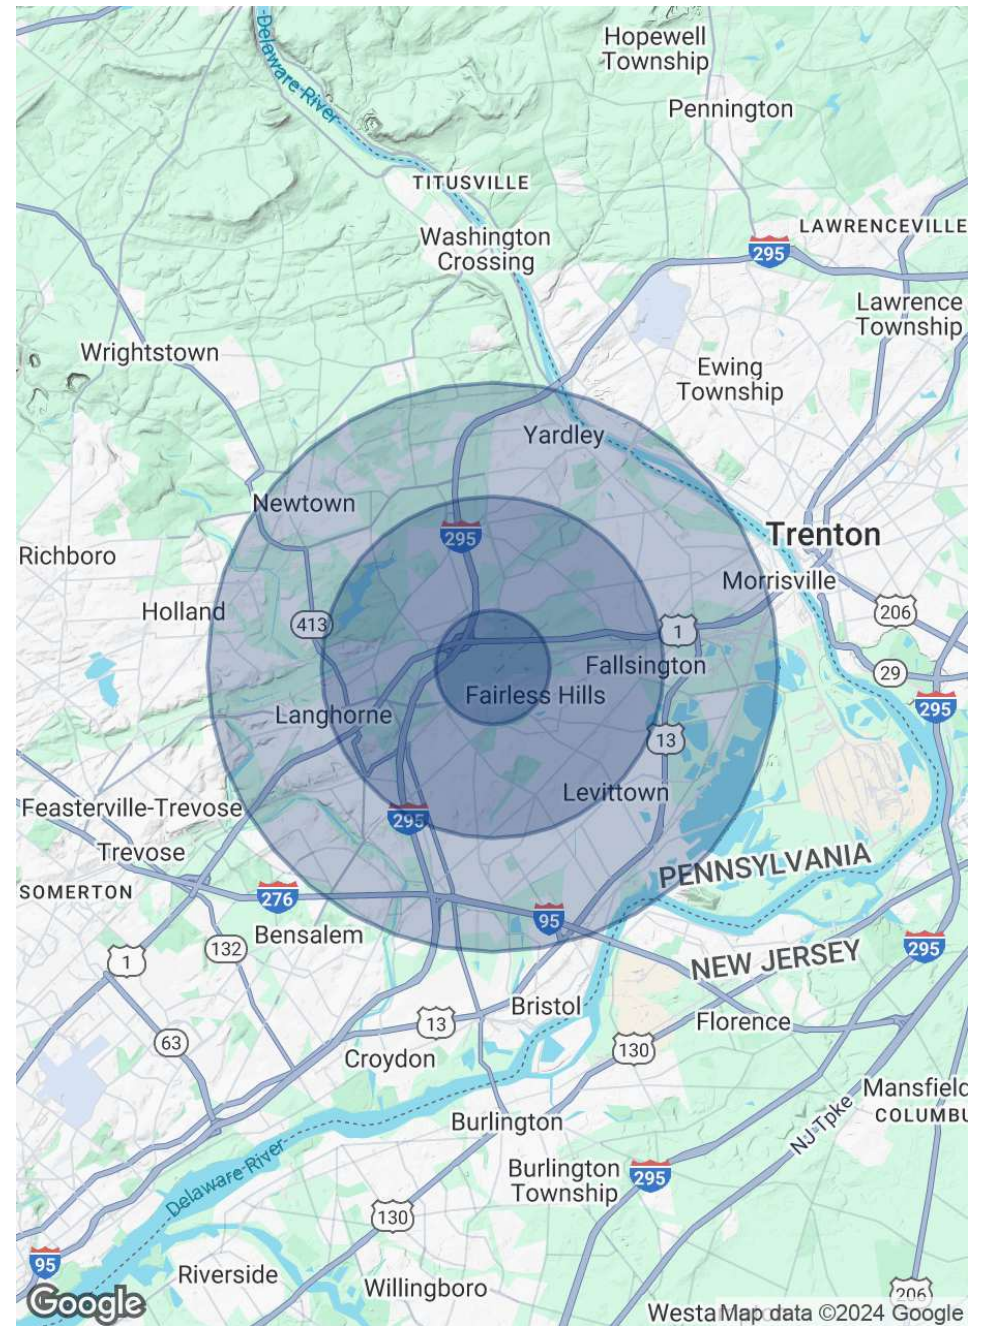 Delaware River
Hopewell
Township
Pennington
TITUSVILLE
LAWRENCEVILLE
Washington
Crossing
295
Lawrence
Township
Wrightstown
Ewing
Township
Yardley
Newtown
295
Trenton
Richboro
Morrisville
Holland
413
1
206
Fallsington
29
Fairless Hills
295
Langhorne
13
Levittown
Feasterville-Trevose
295
Trevose
PENNSYLVANIA
SOMERTON
276
95
Bensalem
132
1
NEW JERSEY
295
Bristol
13
Florence
63
130
Croydon
Mansfield
COLUMBU
NJ-Tpke
Burlington
Delaware River
Burlington
Township
295
130
95
Riverside
Willingboro
206
Google
Westa
Map data ©2024 Google